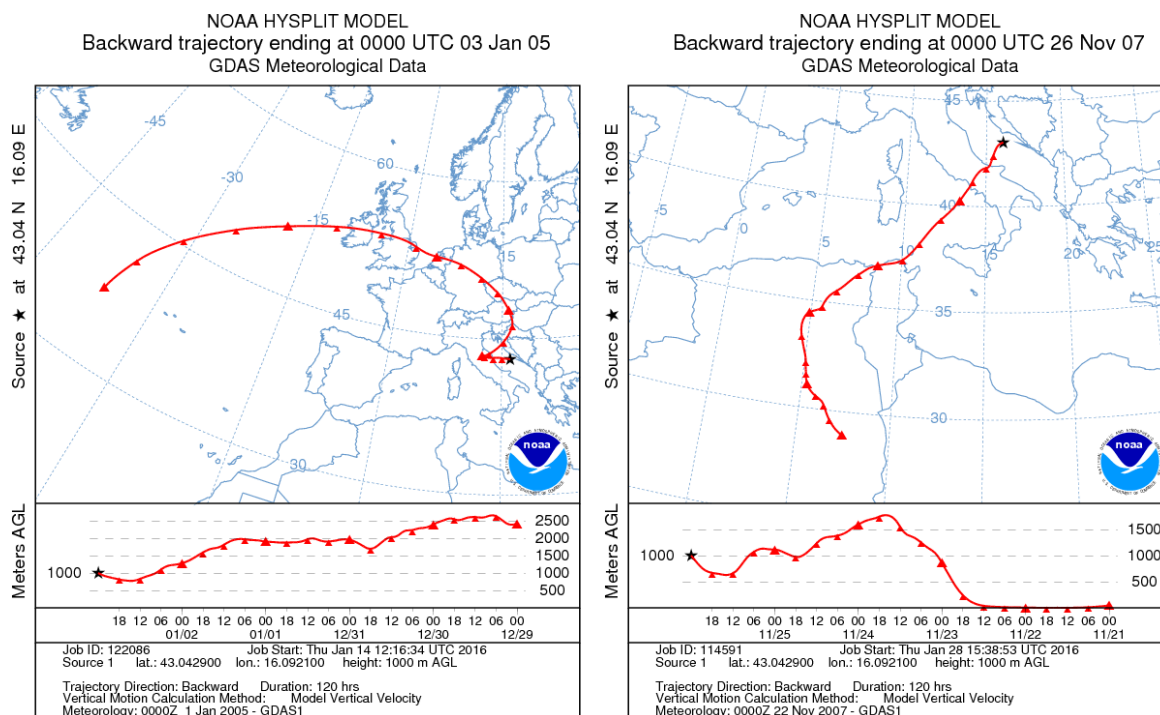 NOAA HYSPLIT MODEL
Backward trajectory ending at 0000 UTC 03 Jan 05
GDAS Meteorological Data
Source ★ at 43.04 N 16.09 E
-45
-30
-15
0
15
60
45
30
noaa
Meters AGL
1000
2500
2000
1500
1000
500
18 12 06 00 18 12 06 00 18 12 06 00 18 12 06 00 18 12 06 00
01/02 01/01 12/31 12/30 12/29
Job ID: 122086 Job Start: Thu Jan 14 12:16:34 UTC 2016
Source 1 lat.: 43.042900 lon.: 16.092100 height: 1000 m AGL
Trajectory Direction: Backward Duration: 120 hrs
Vertical Motion Calculation Method: Model Vertical Velocity
Meteorology: 0000Z 1 Jan 2005 - GDAS1
NOAA HYSPLIT MODEL
Backward trajectory ending at 0000 UTC 26 Nov 07
GDAS Meteorological Data
Source ★ at 43.04 N 16.09 E
45
-5
0
5
10
40
15
20
25
35
30
noaa
Meters AGL
1000
1500
1000
500
18 12 06 00 18 12 06 00 18 12 06 00 18 12 06 00 18 12 06 00
11/25 11/24 11/23 11/22 11/21
Job ID: 114591 Job Start: Thu Jan 28 15:38:53 UTC 2016
Source 1 lat.: 43.042900 lon.: 16.092100 height: 1000 m AGL
Trajectory Direction: Backward Duration: 120 hrs
Vertical Motion Calculation Method: Model Vertical Velocity
Meteorology: 0000Z 22 Nov 2007 - GDAS1